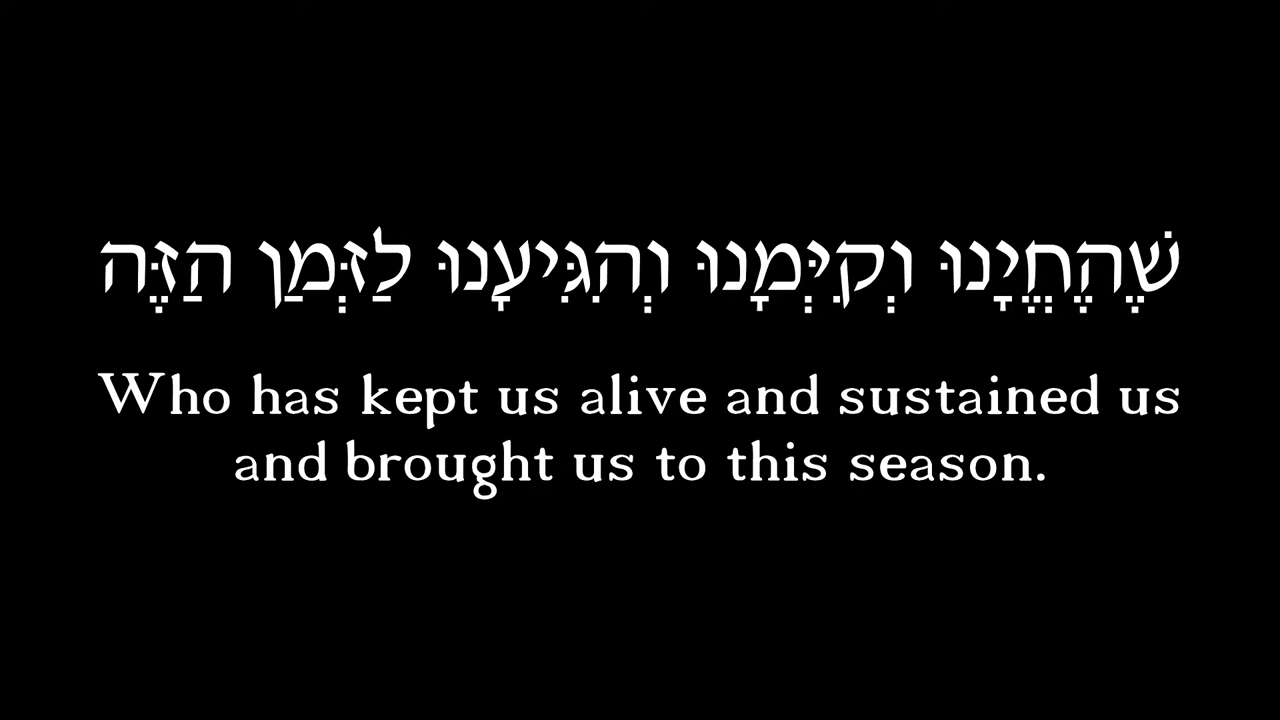 שֶׁהֶחֱיָנוּ וְקִיְּמָנוּ וְהִגִּיעָנוּ לַזְּמַן הַזֶּה
Who has kept us alive and sustained us
and brought us to this season.